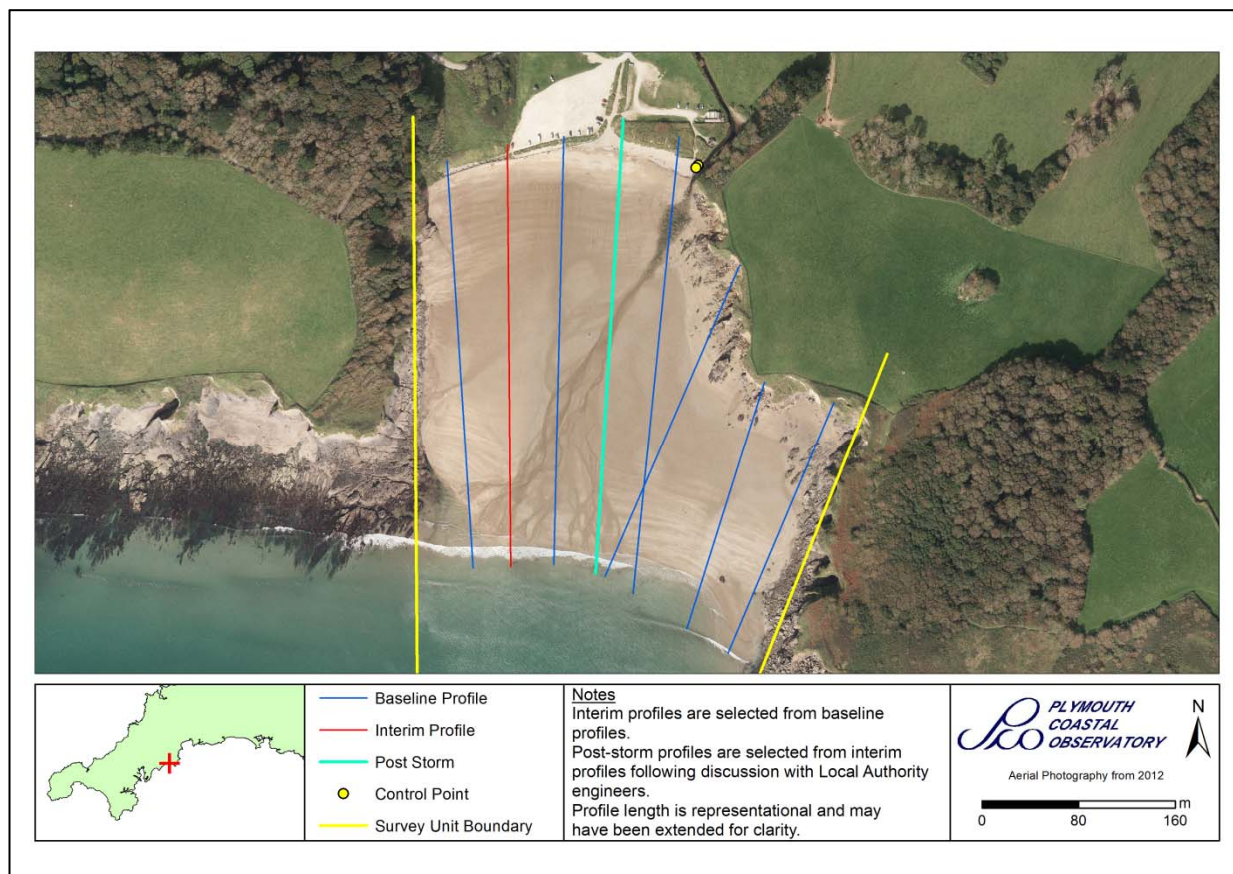 Baseline Profile
Interim Profile
Post Storm
Control Point
Survey Unit Boundary
Notes
Interim profiles are selected from baseline
profiles.
Post-storm profiles are selected from interim
profiles following discussion with Local Authority
engineers.
Profile length is representational and may
have been extended for clarity.
PCO
PLYMOUTH
COASTAL
OBSERVATORY
N
Aerial Photography from 2012
m
0 80 160